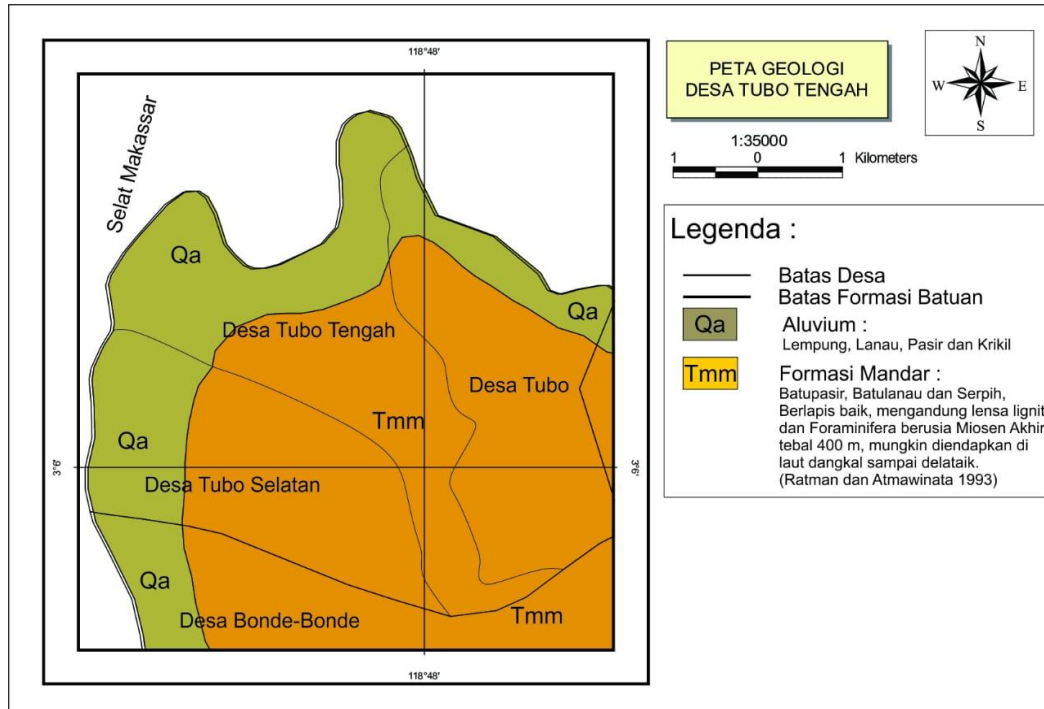 118°48'
Selat Makassar
Qa
Desa Tubo Tengah
Qa
Desa Tubo
Tmm
Qa
3°6'
3°6'
Desa Tubo Selatan
Qa
Desa Bonde-Bonde
Tmm
118°48'
PETA GEOLOGI
DESA TUBO TENGAH
N
W
E
S
1:35000
1 0 1 Kilometers
Legenda :
Batas Desa
Batas Formasi Batuan
Qa
Aluvium :
Lempung, Lanau, Pasir dan Krikil
Tmm
Formasi Mandar :
Batupasir, Batulanau dan Serpih,
Berlapis baik, mengandung lensa lignit
dan Foraminifera berusia Miosen Akhir
tebal 400 m, mungkin diendapkan di
laut dangkal sampai delataik.
(Ratman dan Atmawinata 1993)